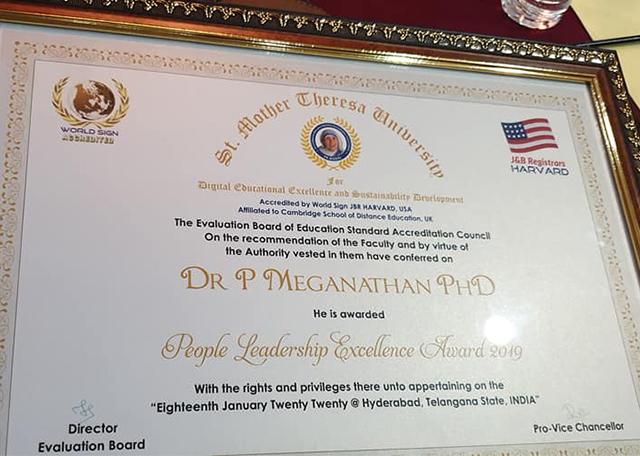 WORLD SIGN
ACCREDITED
St. Mother Theresa University
J&B Registrars
HARVARD
For
Digital Educational Excellence and Sustainability Development
Accredited by World Sign JBR HARVARD, USA
Affiliated to Cambridge School of Distance Education, UK
The Evaluation Board of Education Standard Accreditation Council
On the recommendation of the Faculty and by virtue of
the Authority vested in them have conferred on
DR P MEGANATHAN PHD
He is awarded
People Leadership Excellence Award 2019
With the rights and privileges there unto appertaining on the
"Eighteenth January Twenty Twenty @ Hyderabad, Telangana State, INDIA"
Director
Evaluation Board
Pro-Vice Chancellor